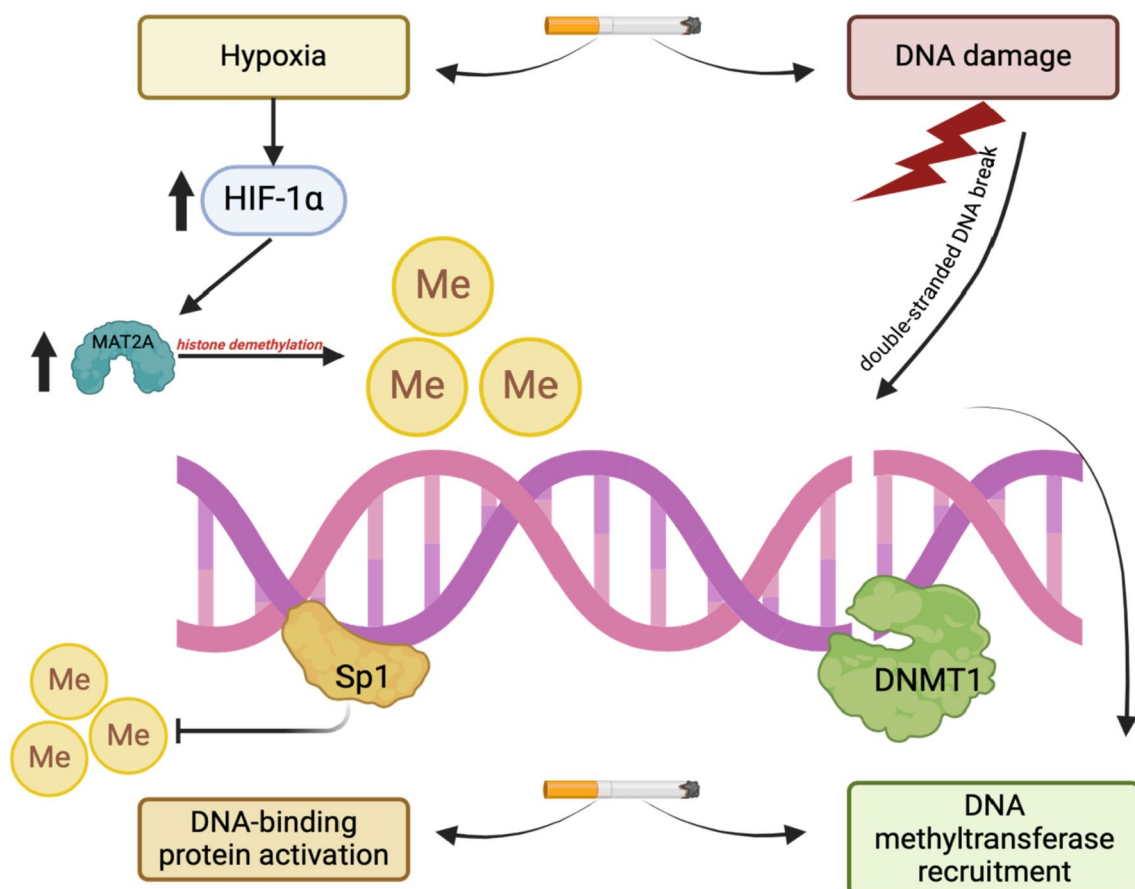 Hypoxia
DNA damage
HIF-1α
double-stranded DNA break
MAT2A
histone demethylation
Me
Me
Me
Sp1
DNMT1
Me
Me
Me
DNA-binding
protein activation
DNA
methyltransferase
recruitment